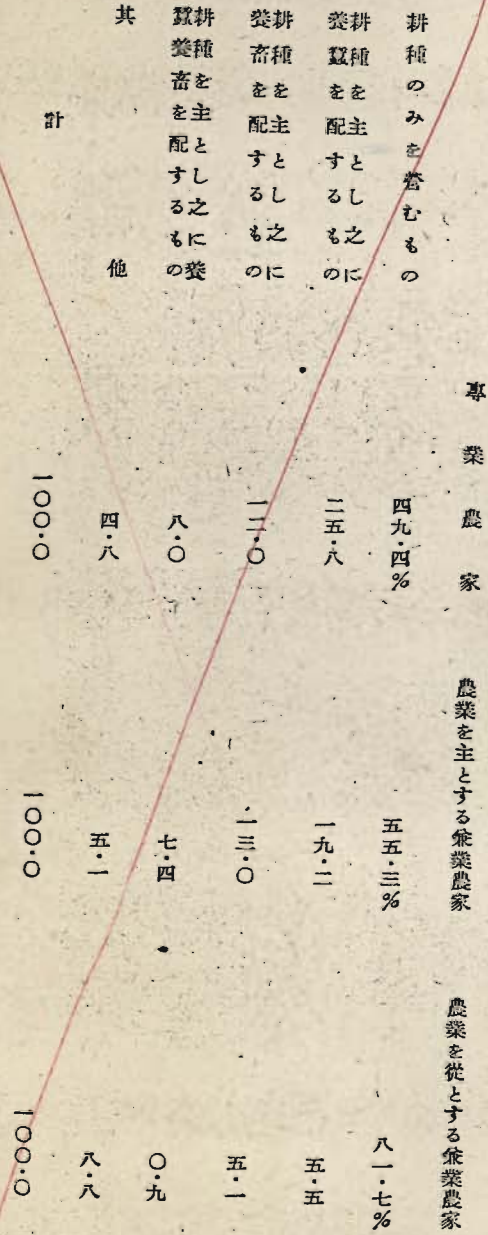 專業農家　農業を主とする兼業農家　農業を從とする兼業農家
耕種のみを營むもの　四九・四%　五五・三%　八一・七%
耕種を主とし之に
養蠶を配するもの　二五・八　一九・二　五・五
耕種を主とし之に
養畜を配するもの　一二・〇　一三・〇　五・一
耕種を主とし之に養
蠶養畜を配するもの　八・〇　七・四　〇・九
其他　四・八　五・一　八・八
計　一〇〇・〇　一〇〇・〇　一〇〇・〇